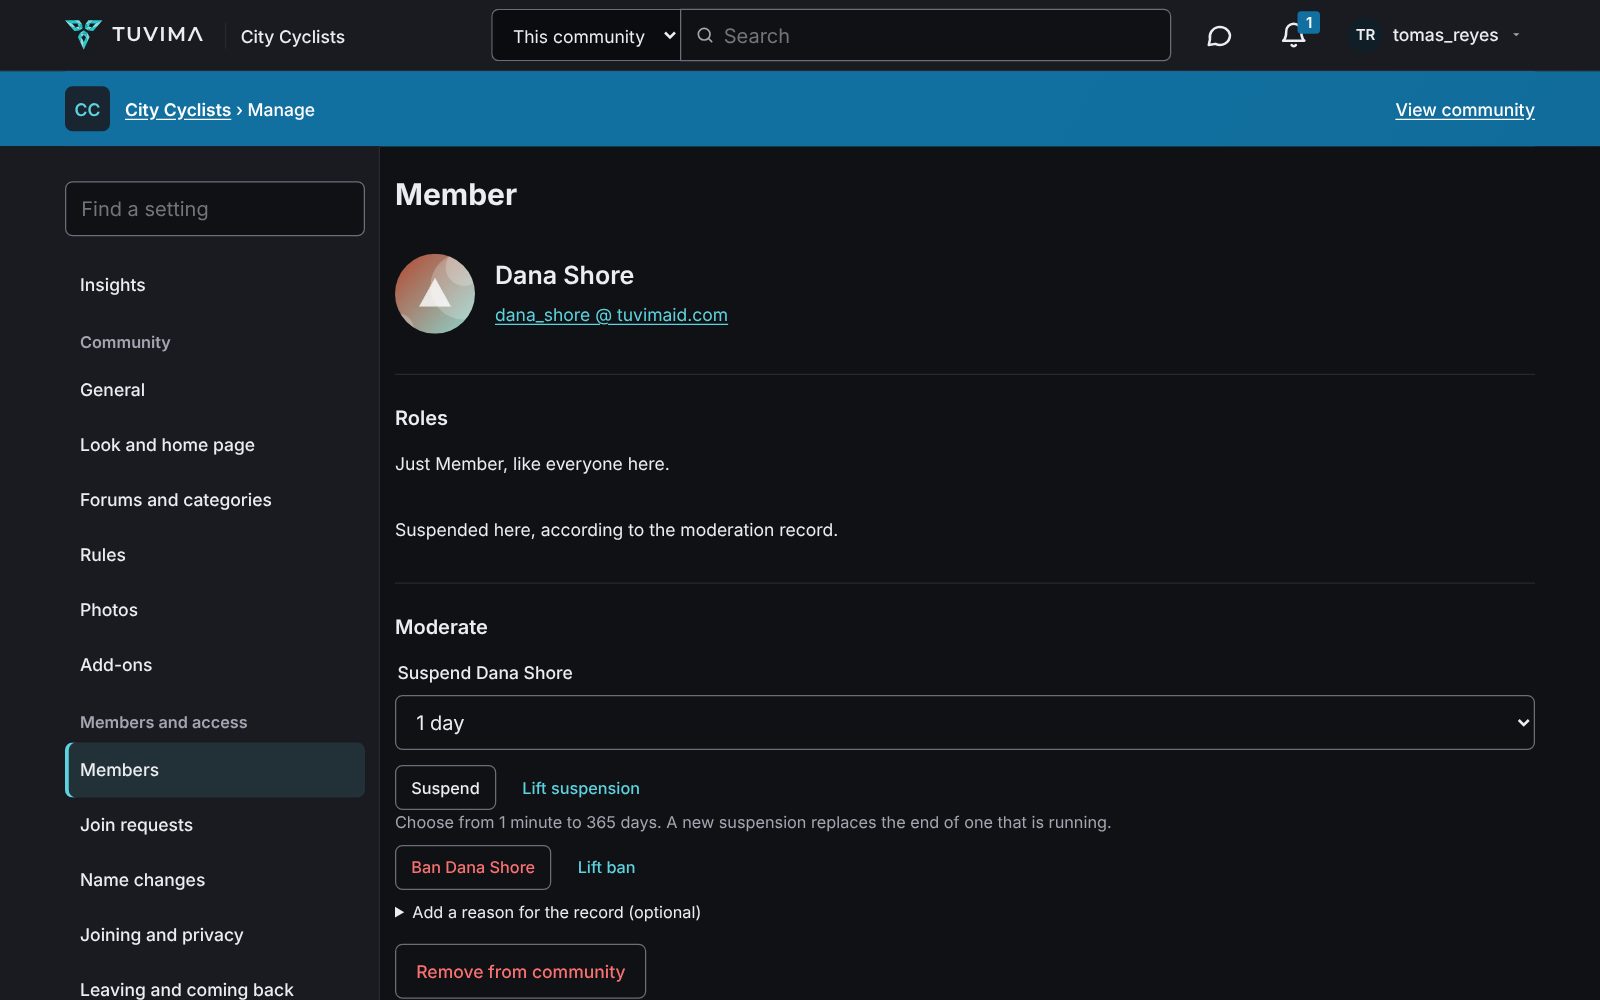 TUVIMA
City Cyclists
This community
Search
1
TR
tomas_reyes
CC
City Cyclists › Manage
View community
Find a setting
Insights
Community
General
Look and home page
Forums and categories
Rules
Photos
Add-ons
Members and access
Members
Join requests
Name changes
Joining and privacy
Leaving and coming back
Member
Dana Shore
dana_shore @ tuvimaid.com
Roles
Just Member, like everyone here.
Suspended here, according to the moderation record.
Moderate
Suspend Dana Shore
1 day
Suspend
Lift suspension
Choose from 1 minute to 365 days. A new suspension replaces the end of one that is running.
Ban Dana Shore
Lift ban
Add a reason for the record (optional)
Remove from community